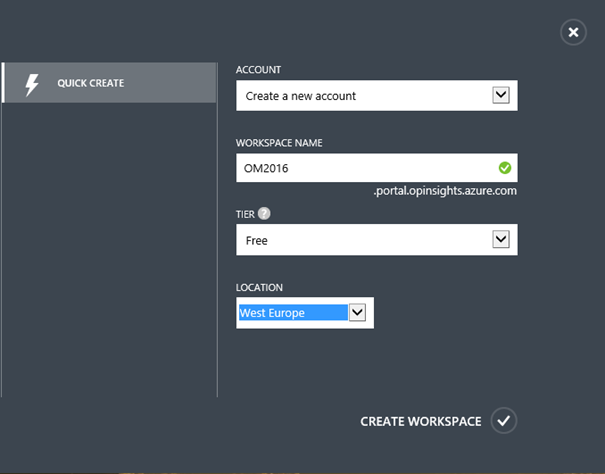 QUICK CREATE
ACCOUNT
Create a new account
WORKSPACE NAME
OM2016
.portal.opinsights.azure.com
TIER ?
Free
LOCATION
West Europe
CREATE WORKSPACE